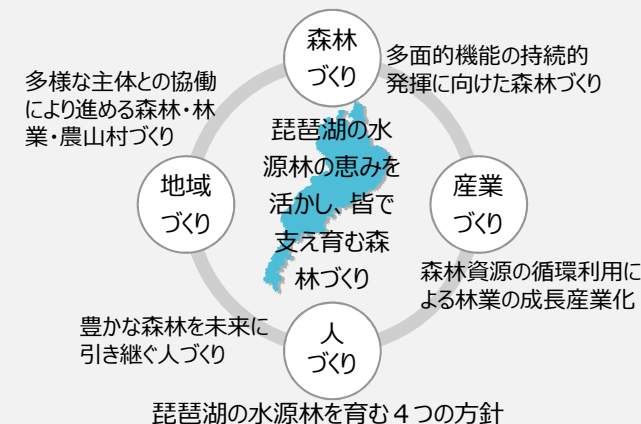 森林
づくり
多面的機能の持続的
発揮に向けた森林づくり
多様な主体との協働
により進める森林・林
業・農山村づくり
琵琶湖の水
源林の恵みを
活かし、皆で
支え育む森
林づくり
地域
づくり
産業
づくり
森林資源の循環利用に
よる林業の成長産業化
豊かな森林を未来に
引き継ぐ人づくり
人
づくり
琵琶湖の水源林を育む４つの方針